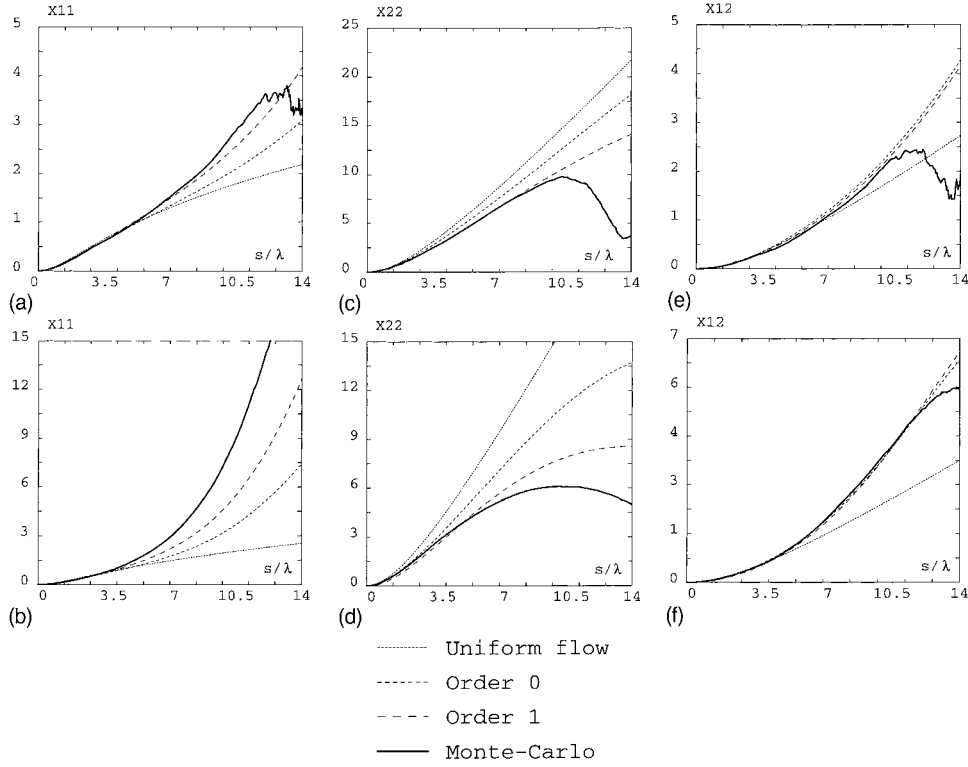 X11
5
4
3
2
1
0
s/λ
0 3.5 7 10.5 14
(a)
X22
25
20
15
10
5
0
s/λ
0 3.5 7 10.5 14
(c)
X12
5
4
3
2
1
0
s/λ
0 3.5 7 10.5 14
(e)
X11
15
12
9
6
3
0
s/λ
0 3.5 7 10.5 14
(b)
X22
15
12
9
6
3
0
s/λ
0 3.5 7 10.5 14
(d)
X12
7
6
4
3
1
0
s/λ
0 3.5 7 10.5 14
(f)
Uniform flow
Order 0
Order 1
Monte-Carlo